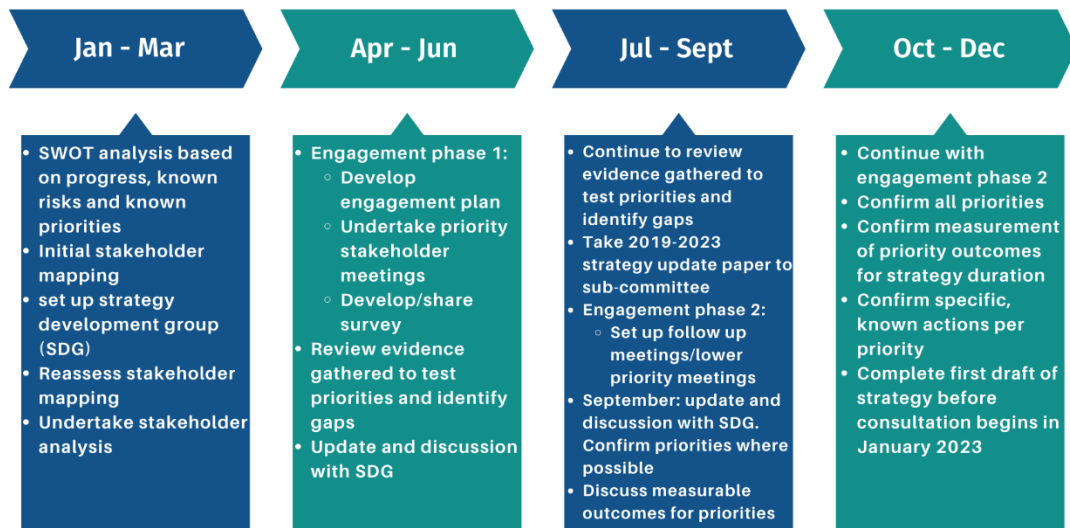 Jan - Mar
SWOT analysis based
on progress, known
risks and known
priorities
Initial stakeholder
mapping
set up strategy
development group
(SDG)
Reassess stakeholder
mapping
Undertake stakeholder
analysis
Apr - Jun
Engagement phase 1:
Develop
engagement plan
Undertake priority
stakeholder
meetings
Develop/share
survey
Review evidence
gathered to test
priorities and identify
gaps
Update and discussion
with SDG
Jul - Sept
Continue to review
evidence gathered to
test priorities and
identify gaps
Take 2019-2023
strategy update paper to
sub-committee
Engagement phase 2:
Set up follow up
meetings/lower
priority meetings
September: update and
discussion with SDG.
Confirm priorities where
possible
Discuss measurable
outcomes for priorities
Oct - Dec
Continue with
engagement phase 2
Confirm all priorities
Confirm measurement
of priority outcomes
for strategy duration
Confirm specific,
known actions per
priority
Complete first draft of
strategy before
consultation begins in
January 2023